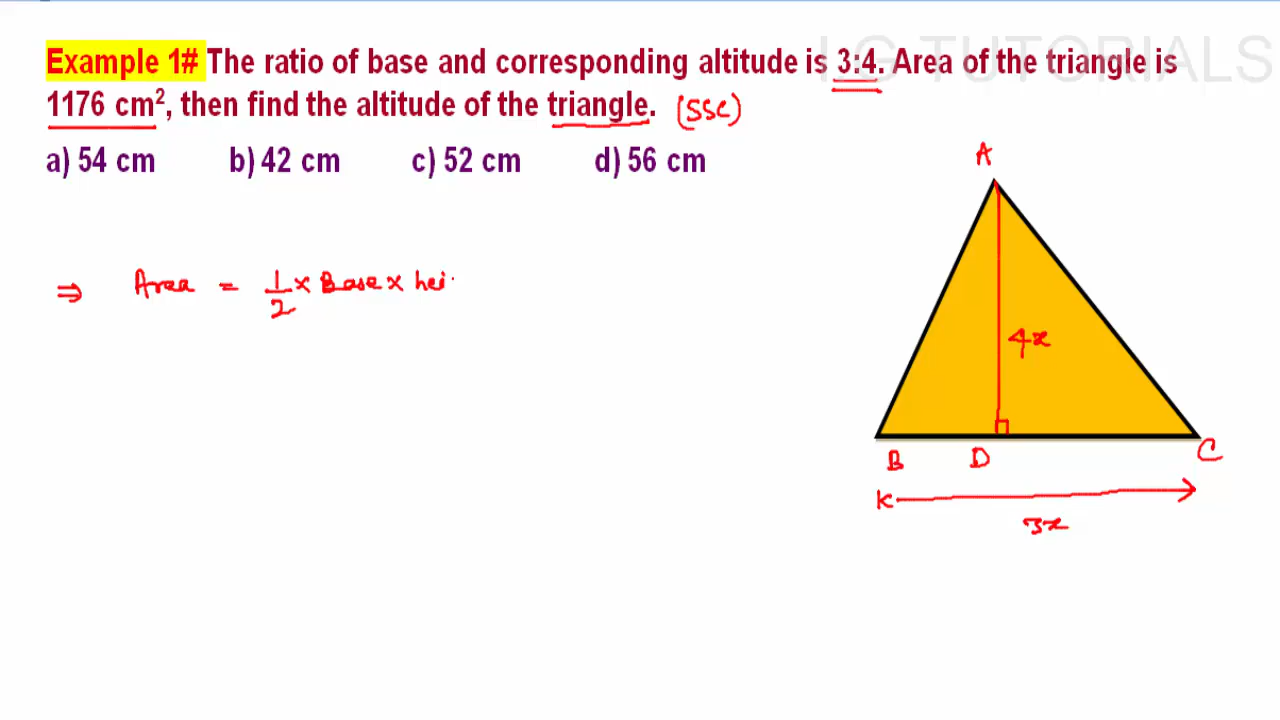 LG TUTORIALS
Example 1# The ratio of base and corresponding altitude is 3:4. Area of the triangle is
1176 cm², then find the altitude of the triangle. (SSC)
a) 54 cm b) 42 cm c) 52 cm d) 56 cm
A
⇒ Area = 1/2 × Base × hei
4x
B D C
3x